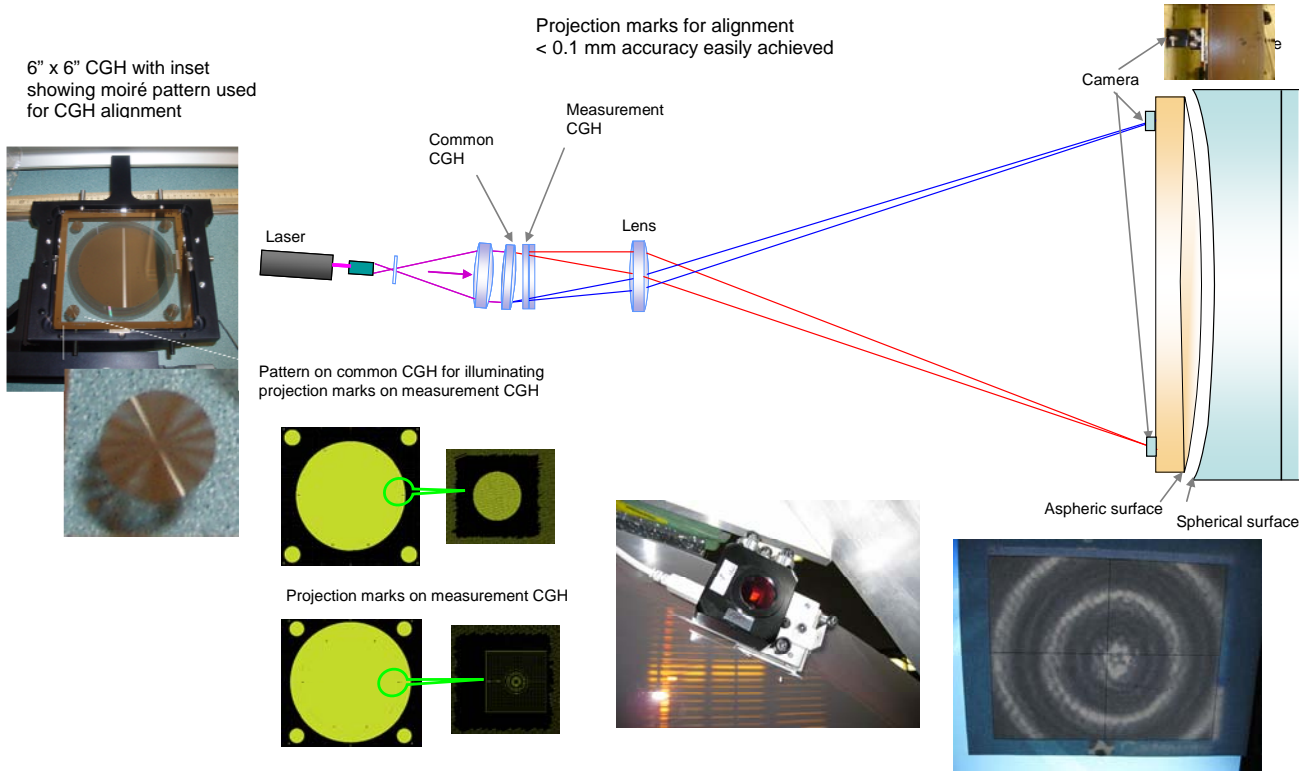 Projection marks for alignment
< 0.1 mm accuracy easily achieved
6” x 6” CGH with inset
showing moiré pattern used
for CGH alignment
Camera
Measurement
CGH
Common
CGH
Lens
Laser
Pattern on common CGH for illuminating
projection marks on measurement CGH
Aspheric surface
Spherical surface
Projection marks on measurement CGH